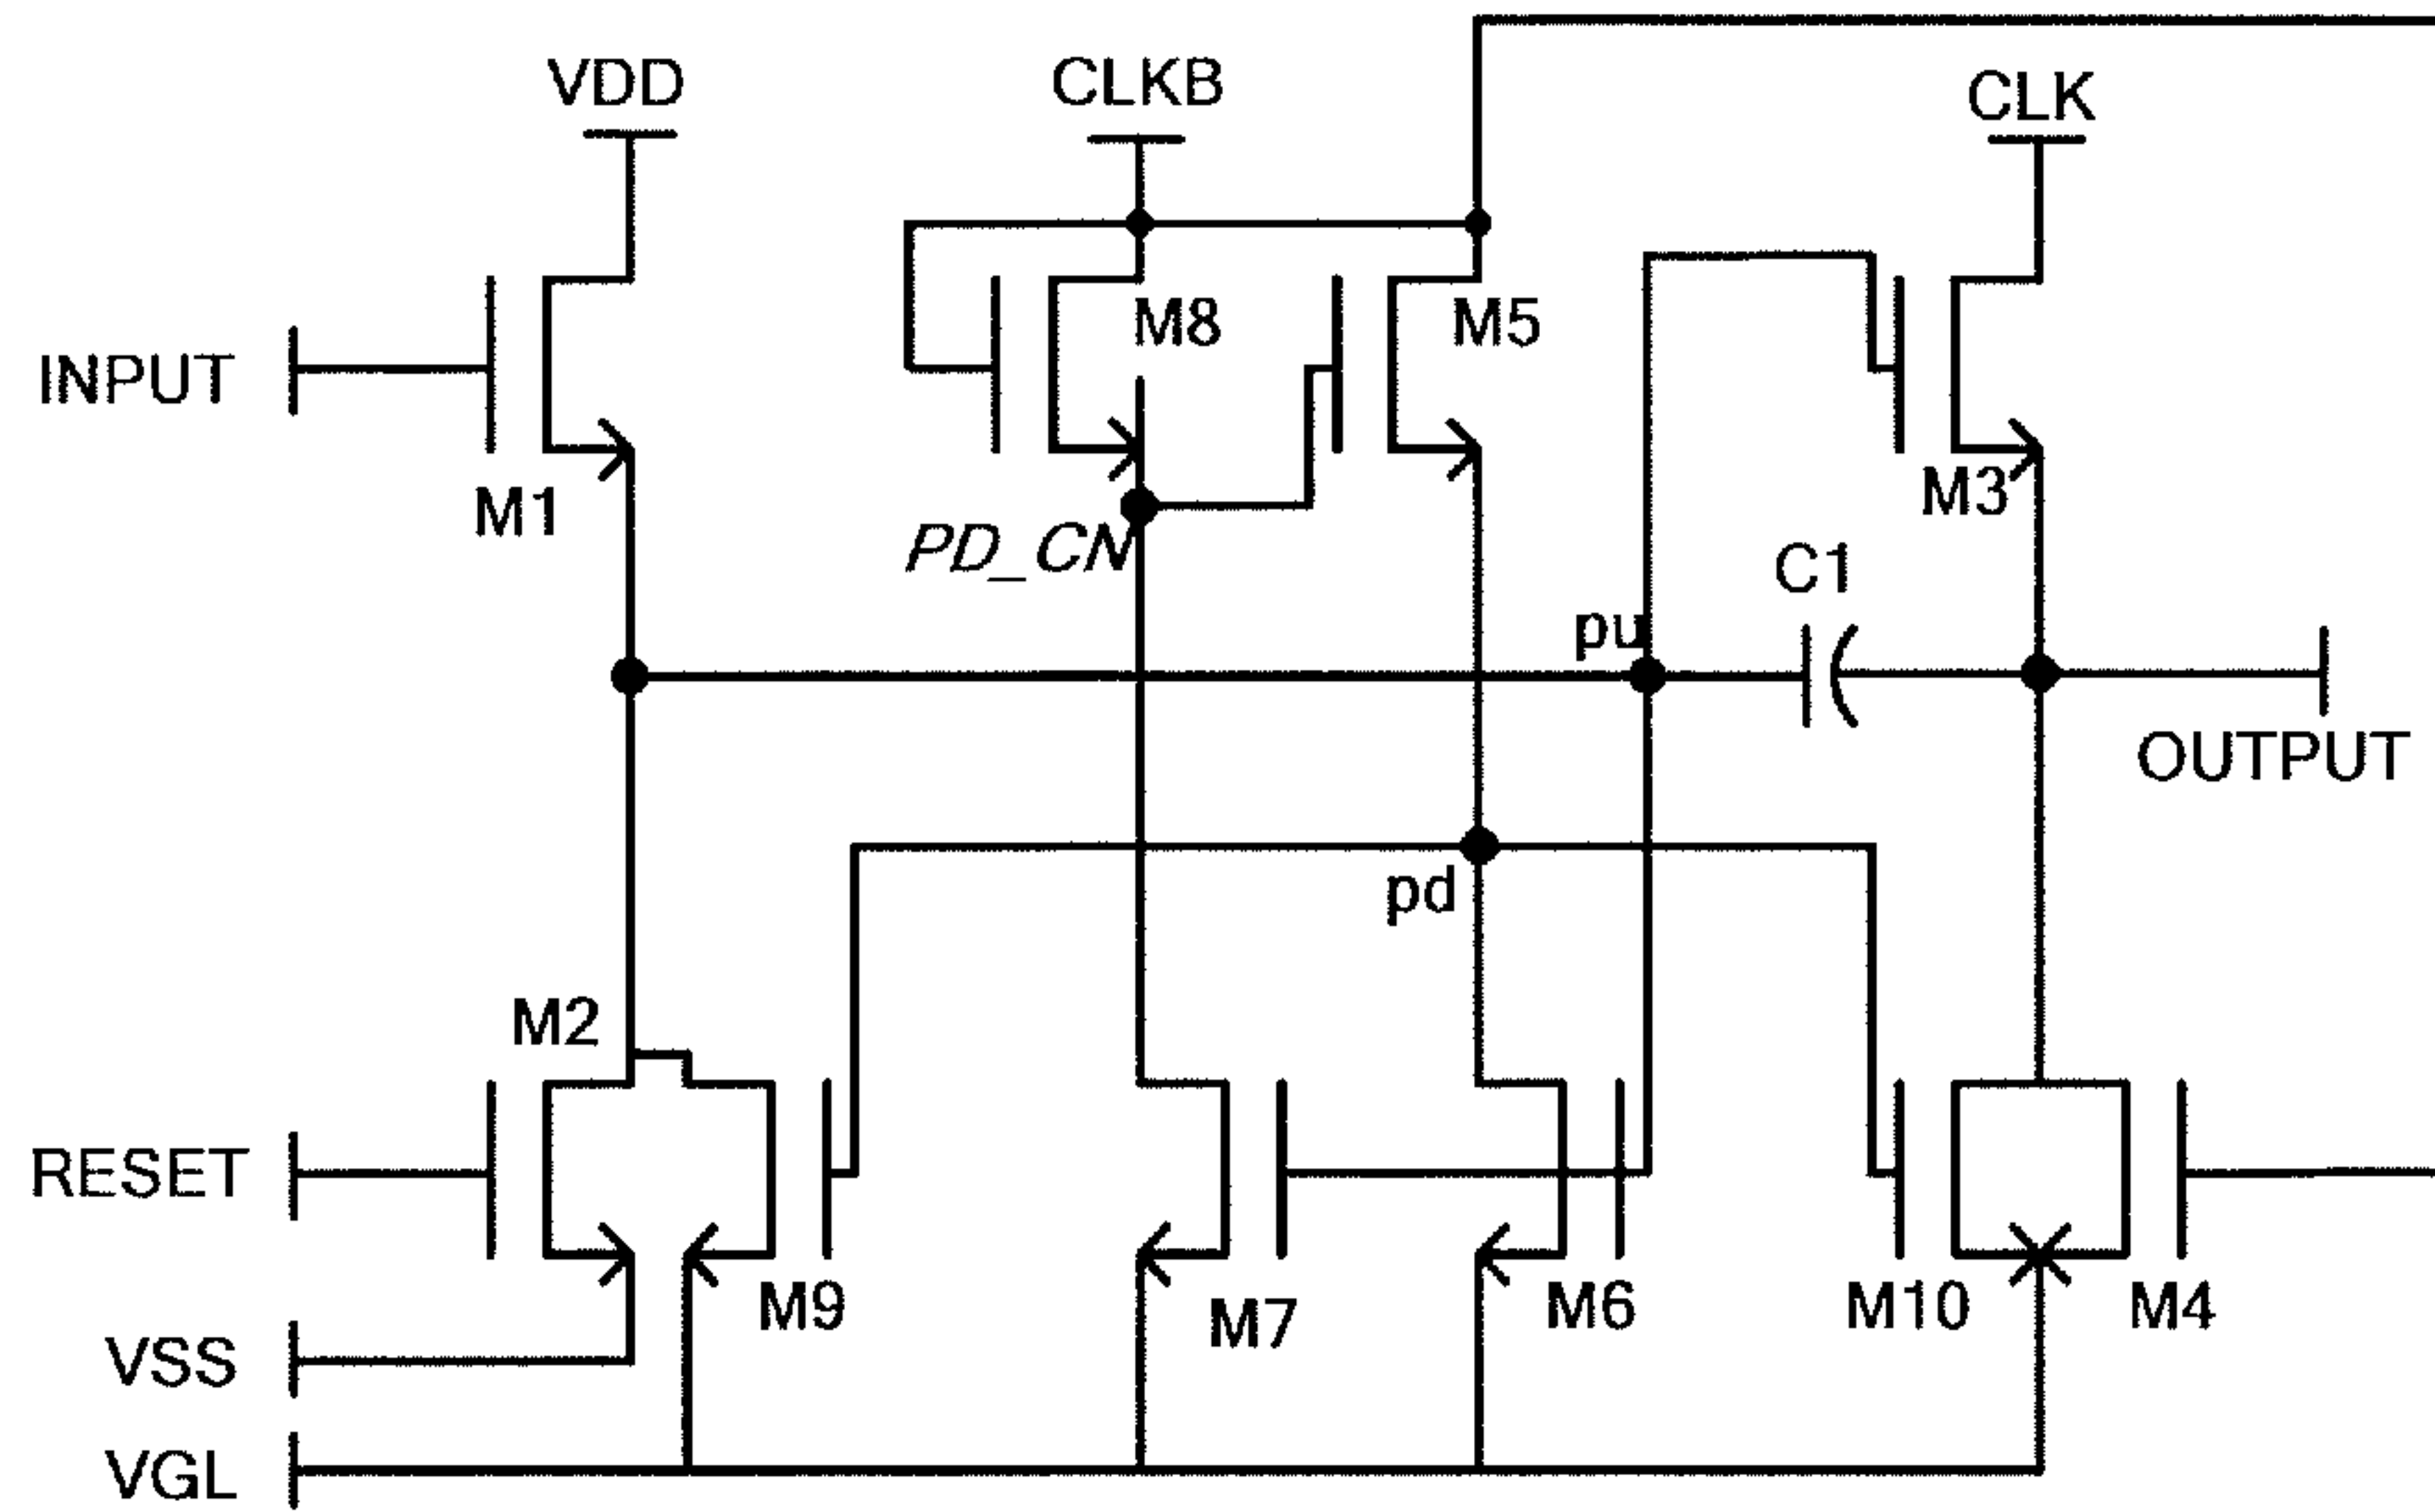 VDD
CLKB
CLK
INPUT
M8
M5
M1
M3
PD_CN
C1
pu
OUTPUT
pd
M2
RESET
M9
M7
M6
M10
M4
VSS
VGL